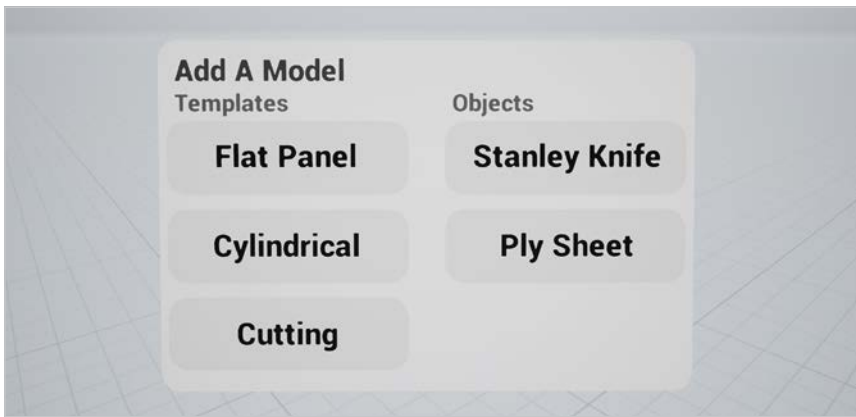 Add A Model
Templates
Objects
Flat Panel
Stanley Knife
Cylindrical
Ply Sheet
Cutting